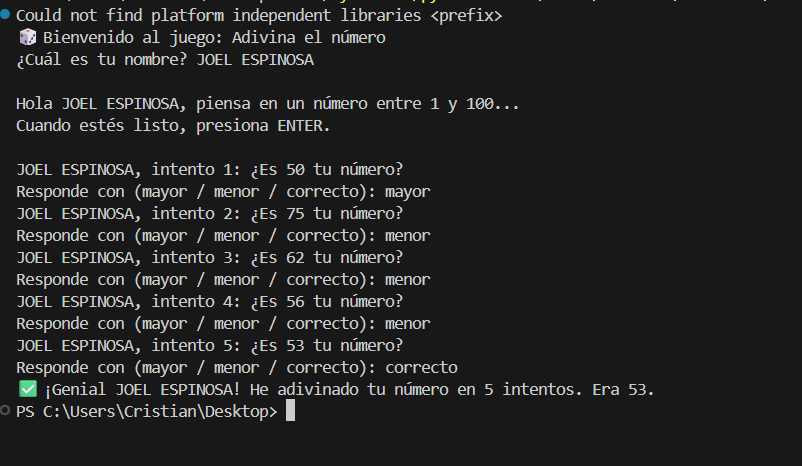 Could not find platform independent libraries <prefix>
🎲 Bienvenido al juego: Adivina el número
¿Cuál es tu nombre? JOEL ESPINOSA
Hola JOEL ESPINOSA, piensa en un número entre 1 y 100...
Cuando estés listo, presiona ENTER.
JOEL ESPINOSA, intento 1: ¿Es 50 tu número?
Responde con (mayor / menor / correcto): mayor
JOEL ESPINOSA, intento 2: ¿Es 75 tu número?
Responde con (mayor / menor / correcto): menor
JOEL ESPINOSA, intento 3: ¿Es 62 tu número?
Responde con (mayor / menor / correcto): menor
JOEL ESPINOSA, intento 4: ¿Es 56 tu número?
Responde con (mayor / menor / correcto): menor
JOEL ESPINOSA, intento 5: ¿Es 53 tu número?
Responde con (mayor / menor / correcto): correcto
✅ ¡Genial JOEL ESPINOSA! He adivinado tu número en 5 intentos. Era 53.
PS C:\Users\Cristian\Desktop>